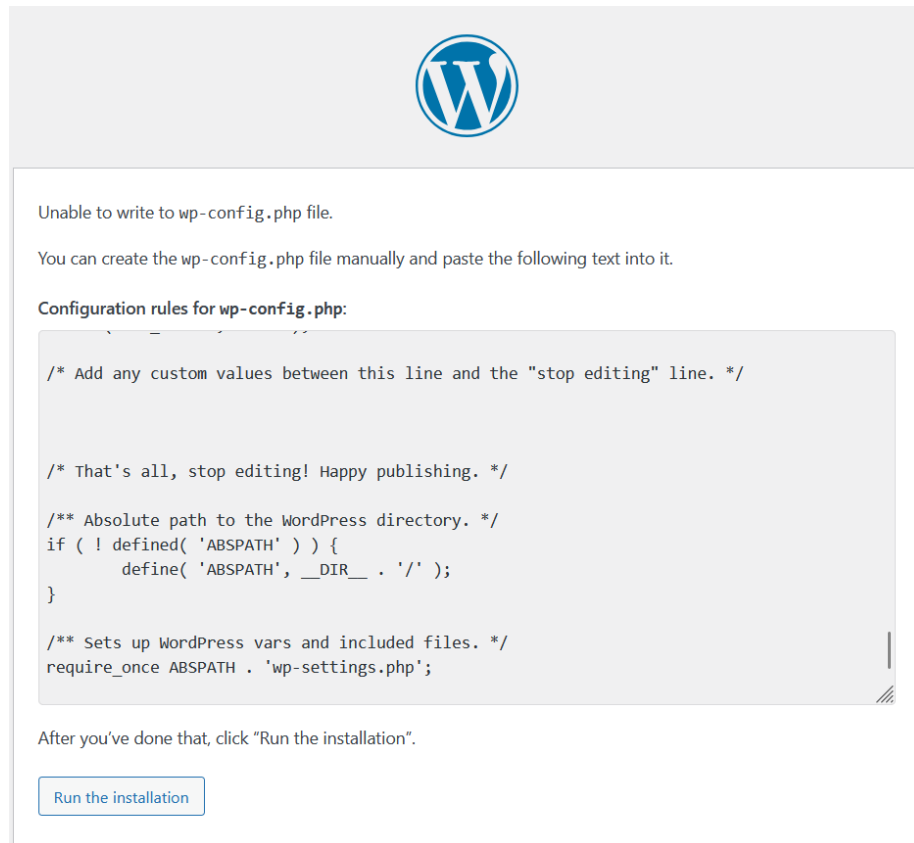 Unable to write to wp-config.php file.
You can create the wp-config.php file manually and paste the following text into it.
Configuration rules for wp-config.php:
/* Add any custom values between this line and the "stop editing" line. */
/* That's all, stop editing! Happy publishing. */
/** Absolute path to the WordPress directory. */
if ( ! defined( 'ABSPATH' ) ) {
define( 'ABSPATH', __DIR__ . '/' );
}
/** Sets up WordPress vars and included files. */
require_once ABSPATH . 'wp-settings.php';
After you've done that, click “Run the installation”.
Run the installation